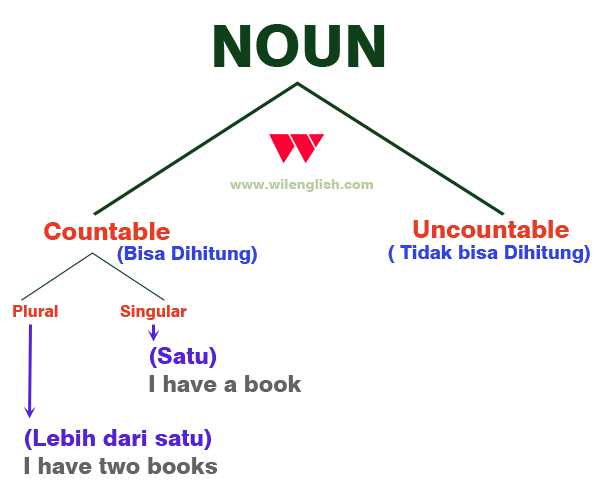 NOUN
www.wilenglish.com
Countable
(Bisa Dihitung)
Uncountable
( Tidak bisa Dihitung)
Plural
Singular
(Satu)
I have a book
(Lebih dari satu)
I have two books